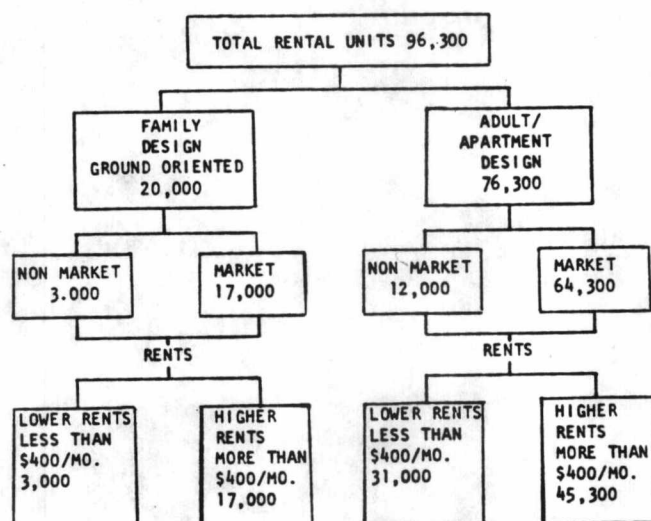 TOTAL RENTAL UNITS 96,300
FAMILY
DESIGN
GROUND ORIENTED
20,000
ADULT/
APARTMENT
DESIGN
76,300
NON MARKET
3.000
MARKET
17,000
NON MARKET
12,000
MARKET
64,300
RENTS
RENTS
LOWER RENTS
LESS THAN
$400/MO.
3,000
HIGHER
RENTS
MORE THAN
$400/MO.
17,000
LOWER RENTS
LESS THAN
$400/MO.
31,000
HIGHER
RENTS
MORE THAN
$400/MO.
45,300